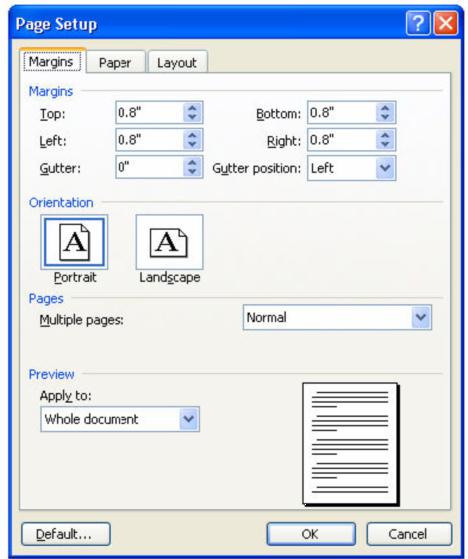 Page Setup
Margins Paper Layout
Margins
Top: 0.8" Bottom: 0.8"
Left: 0.8" Right: 0.8"
Gutter: 0" Gutter position: Left
Orientation
A A
Portrait Landscape
Pages
Multiple pages: Normal
Preview
Apply to:
Whole document
Default... OK Cancel